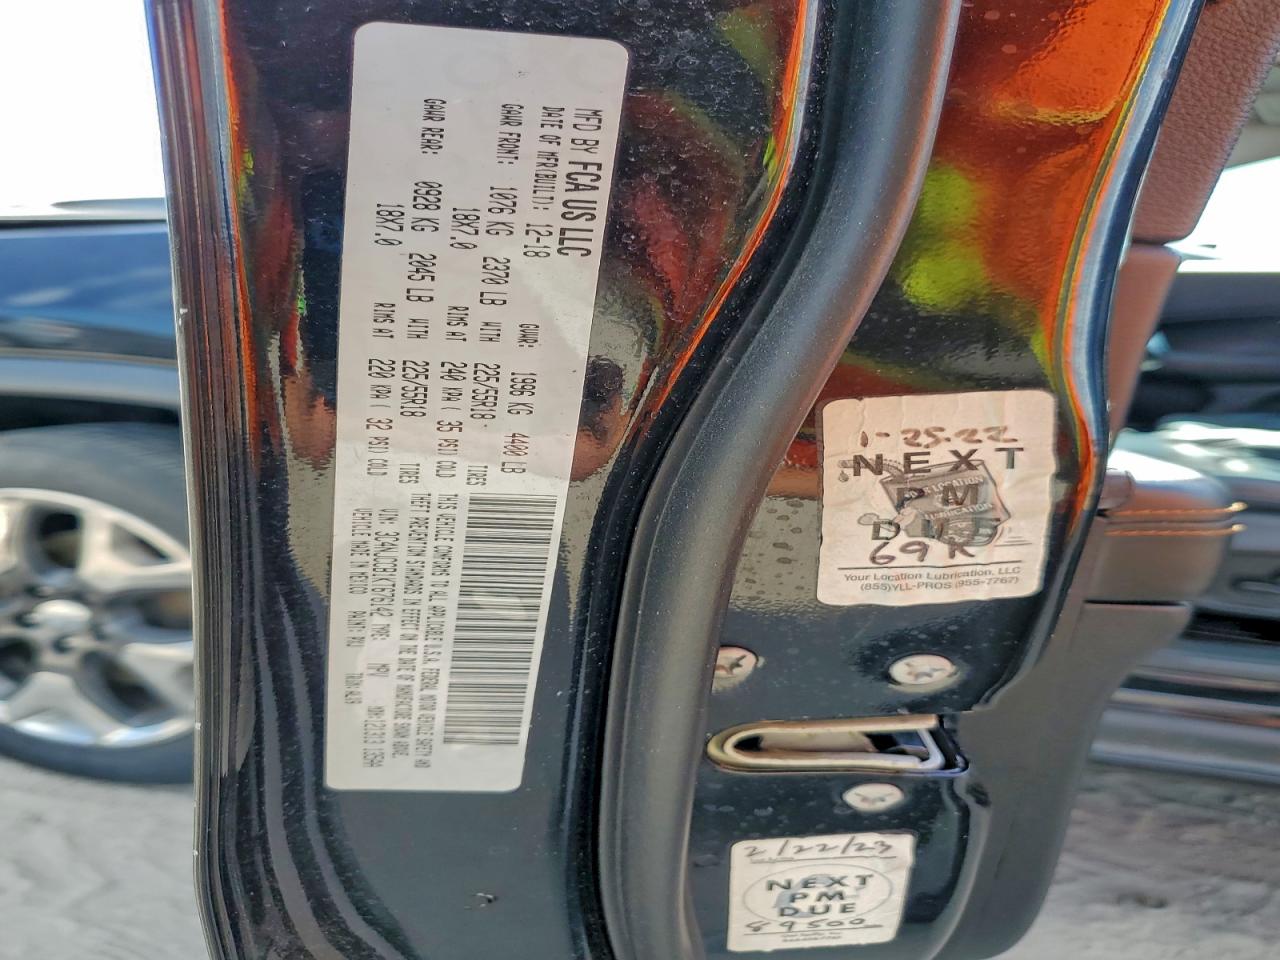 MFD BY FCA US LLC
DATE OF MFR(BUILT): 12-18
GVWR: 1996 KG 4400 LB
GAWR FRONT: 1076 KG 2370 LB WITH 225/55R18 TIRES
18X7.0 RIMS AT 240 KPA( 35 PSI) COLD
GAWR REAR: 0928 KG 2045 LB WITH 225/55R18 TIRES
18X7.0 RIMS AT 220 KPA( 32 PSI) COLD
THIS VEHICLE CONFORMS TO ALL APPLICABLE U.S.A. FEDERAL MOTOR VEHICLE SAFETY AND
THEFT PREVENTION STANDARDS IN EFFECT ON THE DATE OF MANUFACTURE SHOWN ABOVE.
VIN: TYPE: MPV
VEHICLE MADE IN MEXICO PAINT: PXJ
1-25-22
NEXT
PM
DUE
69K
Your Location Lubrication, LLC
(855)YLL-PROS (955-7767)
2/22/23
NEXT
PM
DUE
89500